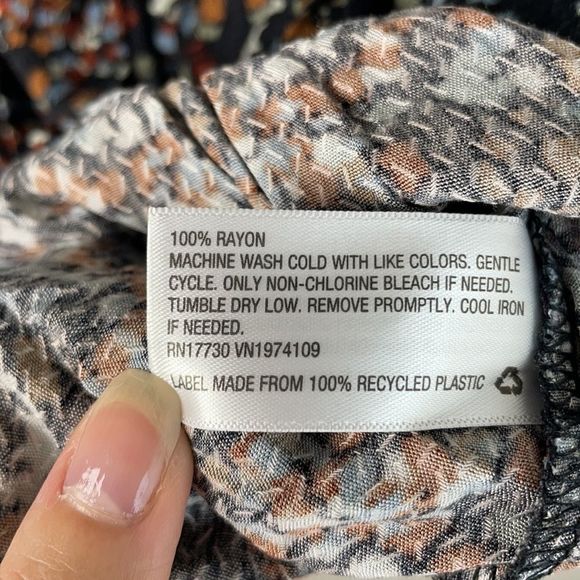 100% RAYON
MACHINE WASH COLD WITH LIKE COLORS. GENTLE
CYCLE. ONLY NON-CHLORINE BLEACH IF NEEDED.
TUMBLE DRY LOW. REMOVE PROMPTLY. COOL IRON
IF NEEDED.
RN17730 VN1974109
LABEL MADE FROM 100% RECYCLED PLASTIC